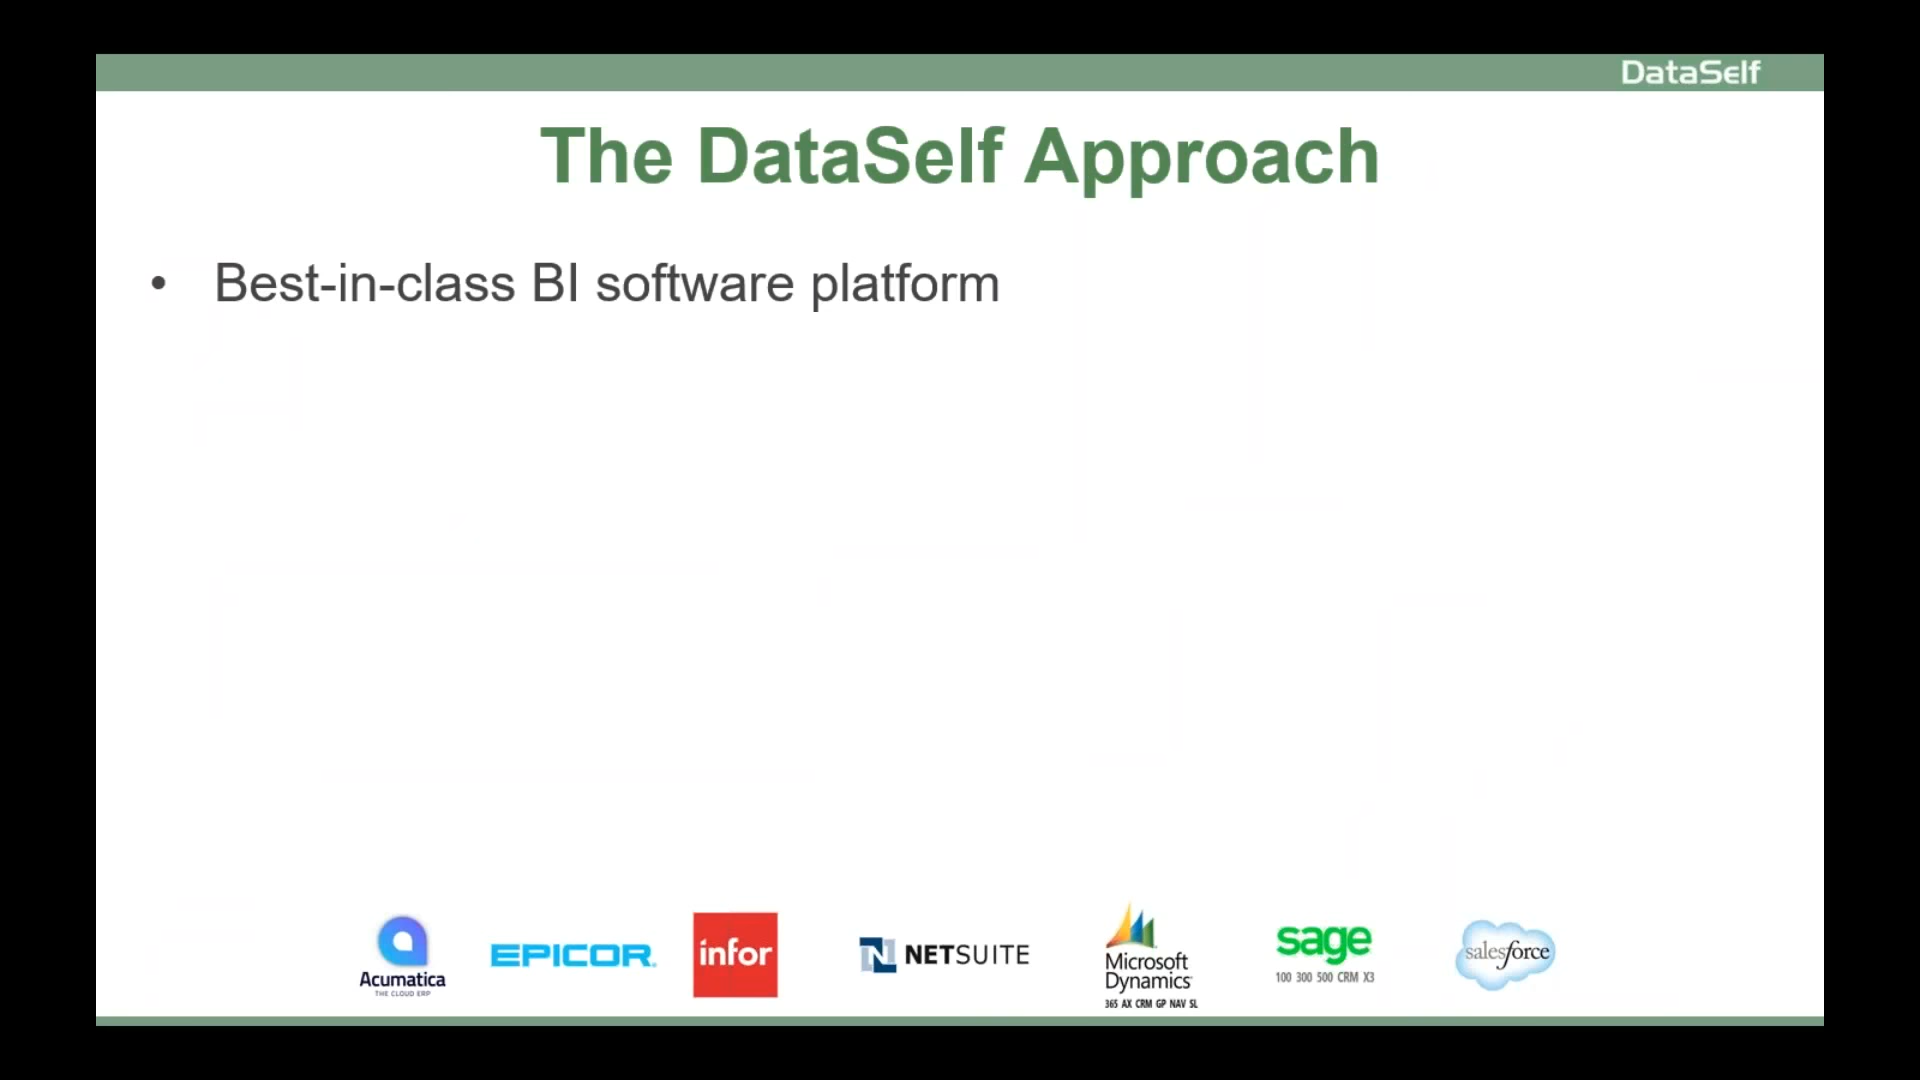 DataSelf
The DataSelf Approach
• Best-in-class BI software platform
Acumatica
THE CLOUD ERP
EPICOR
infor
NETSUITE
Microsoft
Dynamics
365 AX CRM GP NAV SL
sage
100 300 500 CRM X3
salesforce